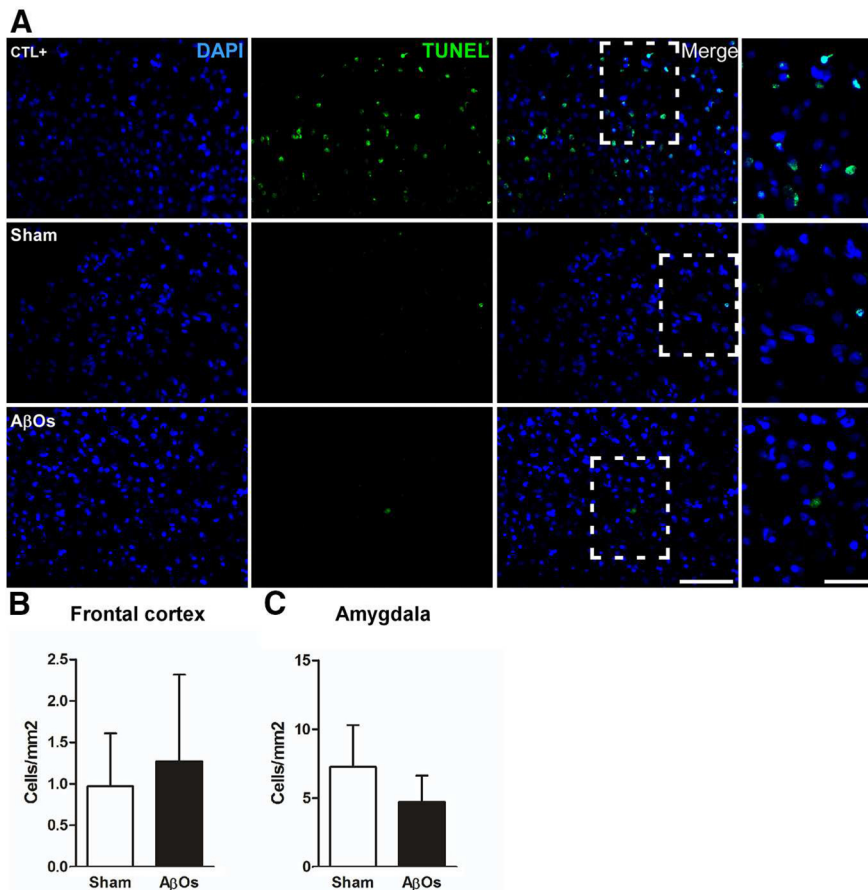 A
CTL+ DAPI TUNEL Merge
Sham
AβOs
B Frontal cortex
2.5
2.0
1.5
1.0
0.5
0.0
Cells/mm2
Sham AβOs
C Amygdala
15
10
5
0
Cells/mm2
Sham AβOs